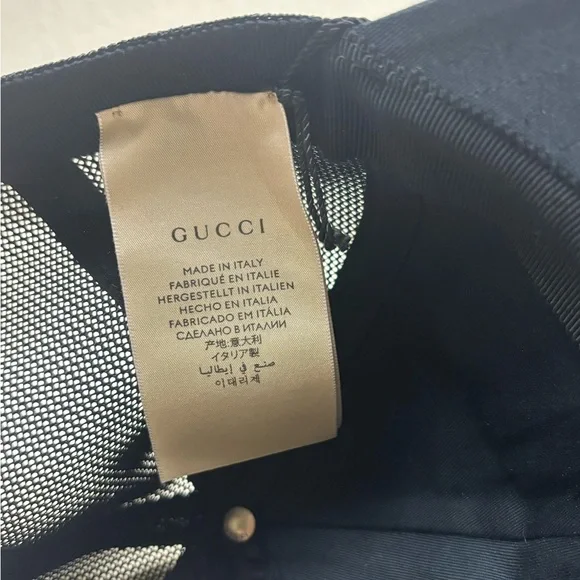 GUCCI
MADE IN ITALY
FABRIQUÉ EN ITALIE
HERGESTELLT IN ITALIEN
HECHO EN ITALIA
FABRICADO EM ITÁLIA
СДЕЛАНО В ИТАЛИИ
产地:意大利
イタリア製
صنع في إيطاليا
이태리제